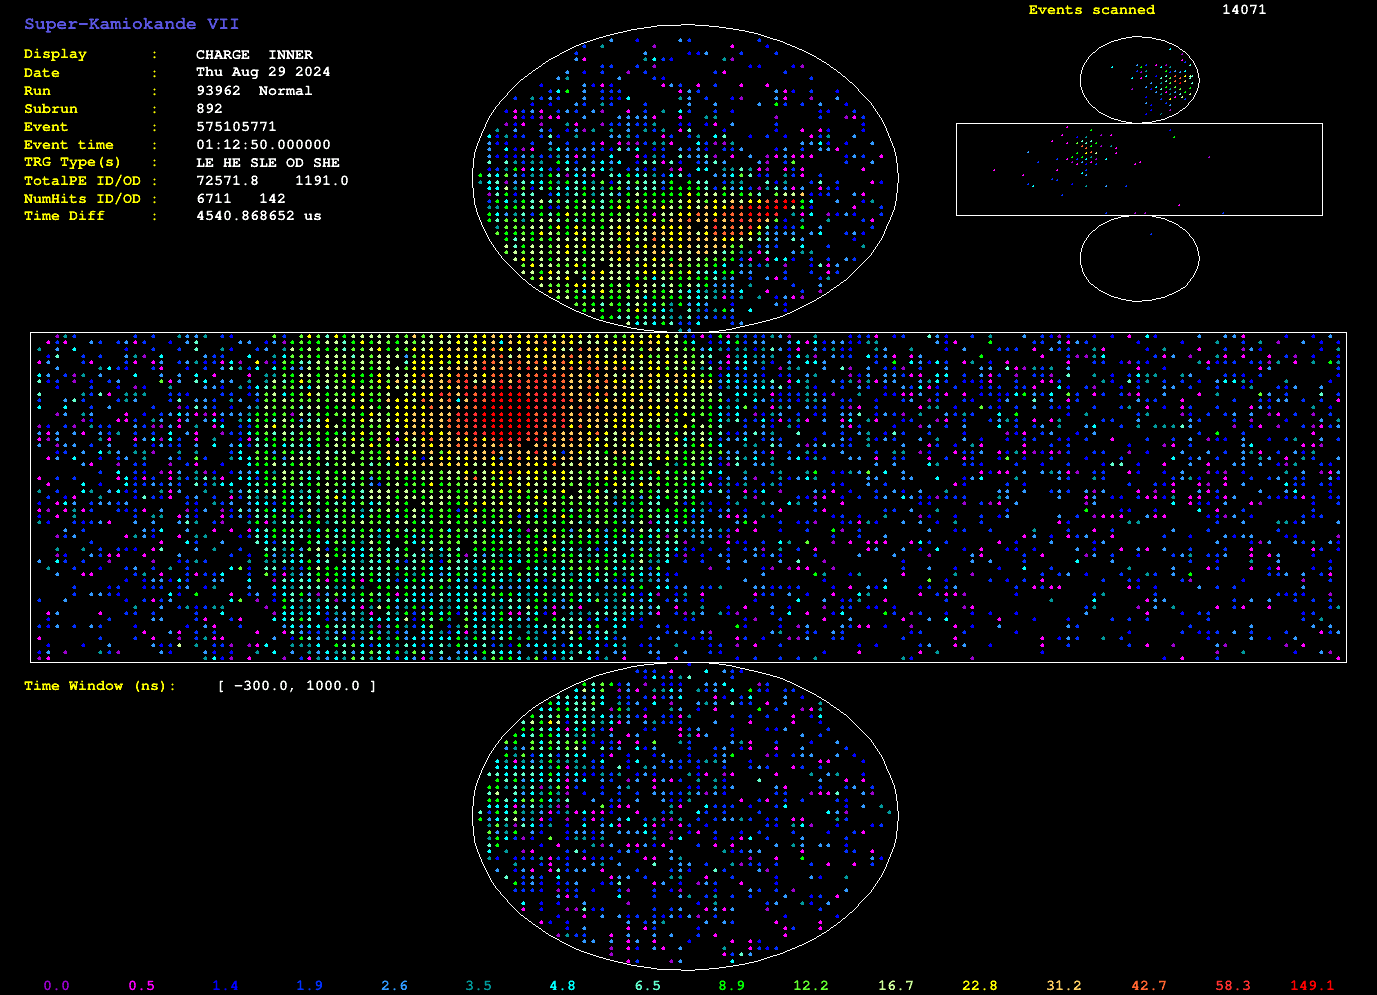 Super-Kamiokande VII
Events scanned 14071
Display : CHARGE INNER
Date : Thu Aug 29 2024
Run : 93962 Normal
Subrun : 892
Event : 575105771
Event time : 01:12:50.000000
TRG Type(s) : LE HE SLE OD SHE
TotalPE ID/OD : 72571.8 1191.0
NumHits ID/OD : 6711 142
Time Diff : 4540.868652 us
Time Window (ns): [ -300.0, 1000.0 ]
0.0 0.5 1.4 1.9 2.6 3.5 4.8 6.5 8.9 12.2 16.7 22.8 31.2 42.7 58.3 149.1